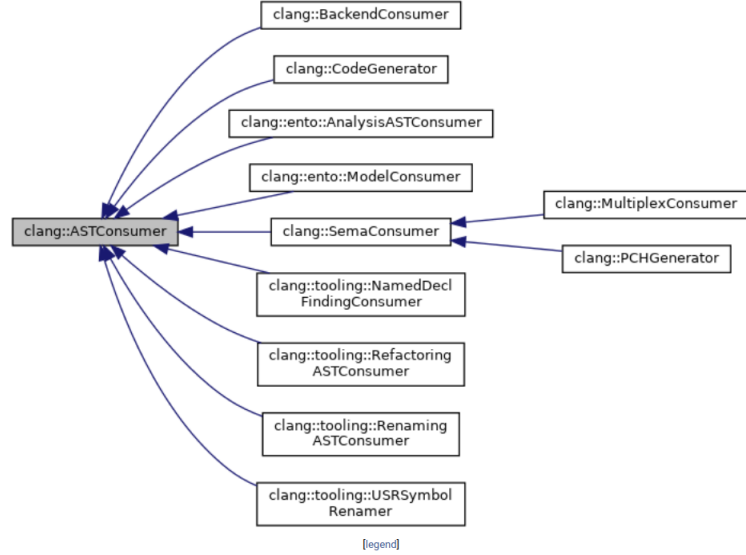 clang::BackendConsumer
clang::CodeGenerator
clang::ento::AnalysisASTConsumer
clang::ento::ModelConsumer
clang::MultiplexConsumer
clang::ASTConsumer
clang::SemaConsumer
clang::PCHGenerator
clang::tooling::NamedDecl
FindingConsumer
clang::tooling::Refactoring
ASTConsumer
clang::tooling::Renaming
ASTConsumer
clang::tooling::USRSymbol
Renamer
[legend]